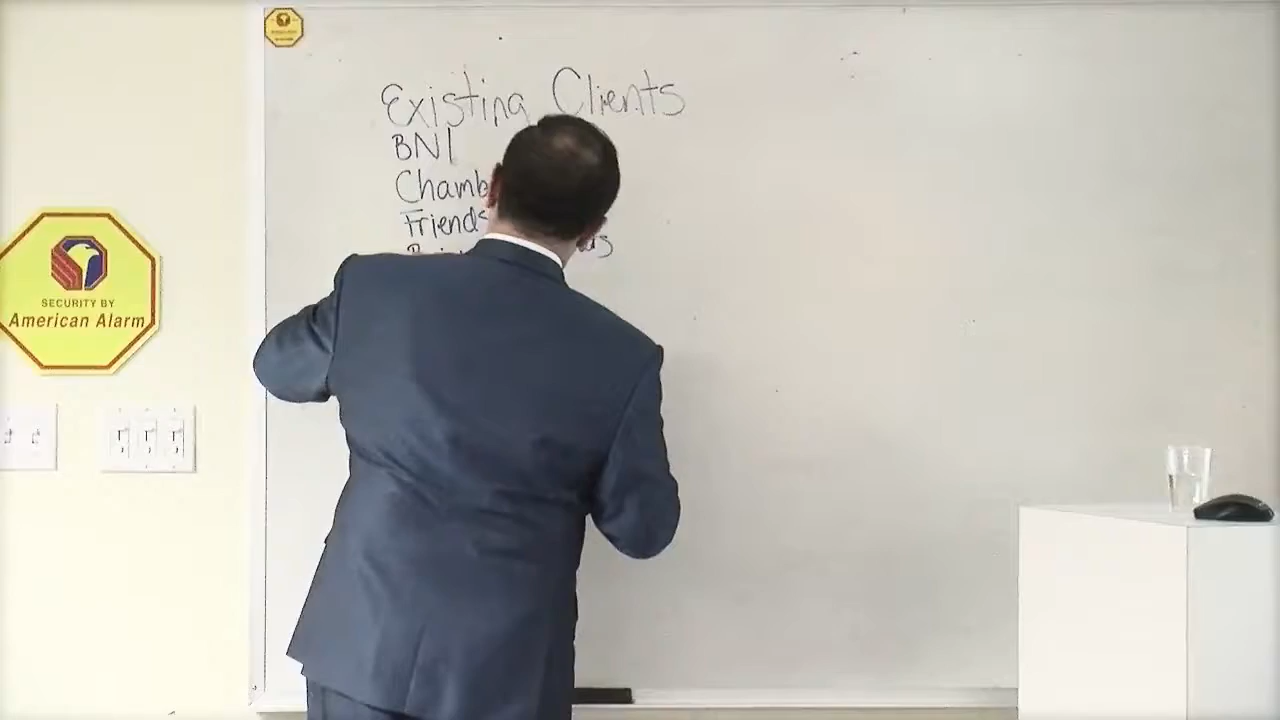 Existing Clients
BNI
Chamb
Friends
SECURITY BY
American Alarm